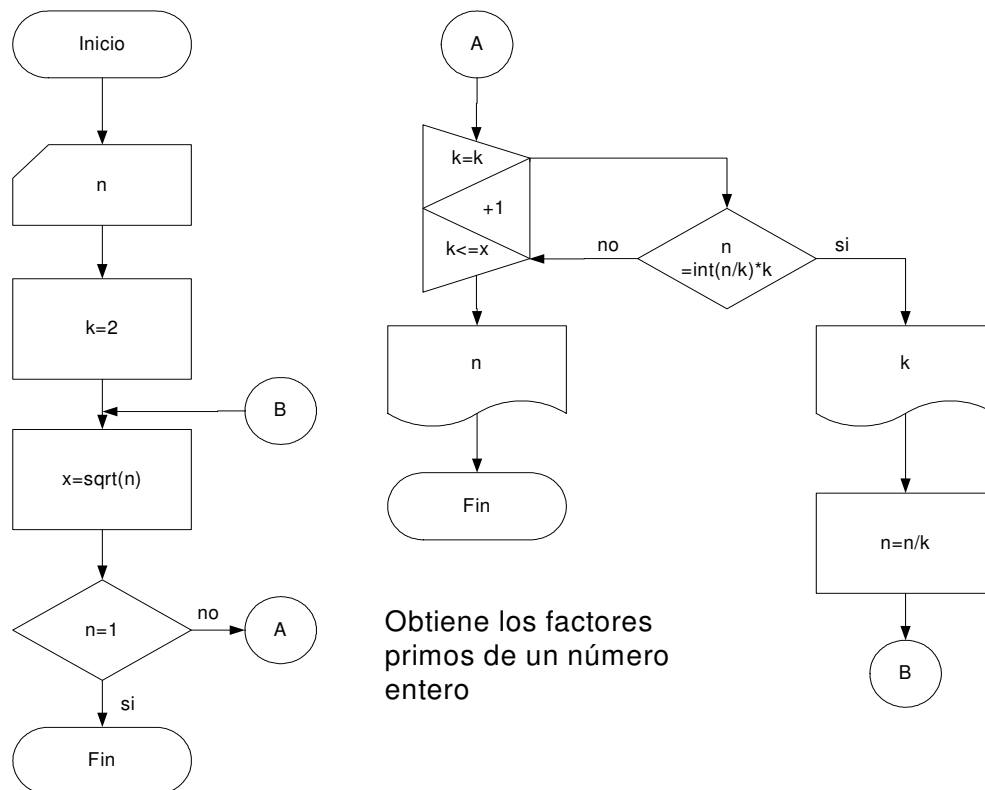 Inicio
n
k=2
B
x=sqrt(n)
n=1
no
A
si
Fin
A
k=k
+1
k<=x
no
n
=int(n/k)*k
si
n
k
Fin
n=n/k
B
Obtiene los factores
primos de un número
entero